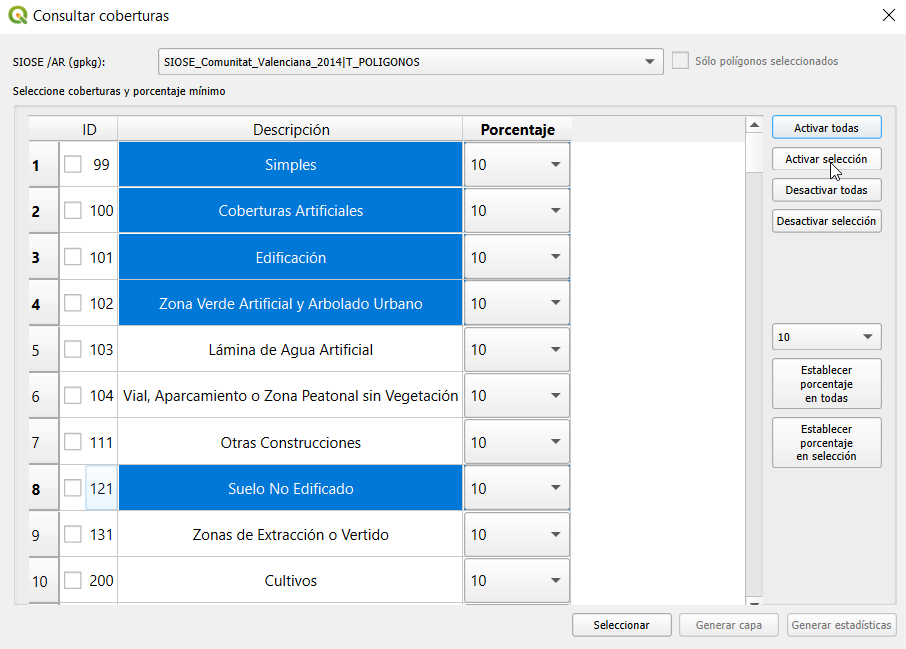 Consultar coberturas
SIOSE /AR (gpkg):
SIOSE_Comunitat_Valenciana_2014|T_POLIGONOS
Sólo polígonos seleccionados
Seleccione coberturas y porcentaje mínimo
ID Descripción Porcentaje
1 99 Simples 10
2 100 Coberturas Artificiales 10
3 101 Edificación 10
4 102 Zona Verde Artificial y Arbolado Urbano 10
5 103 Lámina de Agua Artificial 10
6 104 Vial, Aparcamiento o Zona Peatonal sin Vegetación 10
7 111 Otras Construcciones 10
8 121 Suelo No Edificado 10
9 131 Zonas de Extracción o Vertido 10
10 200 Cultivos 10
Activar todas
Activar selección
Desactivar todas
Desactivar selección
10
Establecer
porcentaje
en todas
Establecer
porcentaje
en selección
Seleccionar
Generar capa
Generar estadísticas